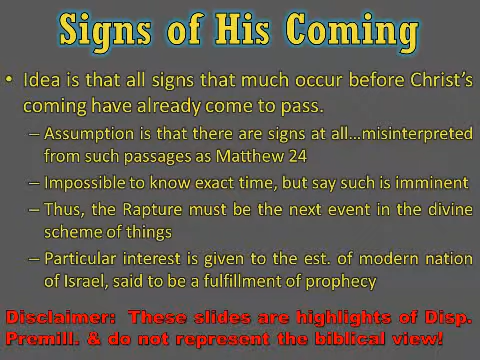 Signs of His Coming
• Idea is that all signs that much occur before Christ's
coming have already come to pass.
– Assumption is that there are signs at all…misinterpreted
from such passages as Matthew 24
– Impossible to know exact time, but say such is imminent
– Thus, the Rapture must be the next event in the divine
scheme of things
– Particular interest is given to the est. of modern nation
of Israel, said to be a fulfillment of prophecy
Disclaimer: These slides are highlights of Disp.
Premill. & do not represent the biblical view!